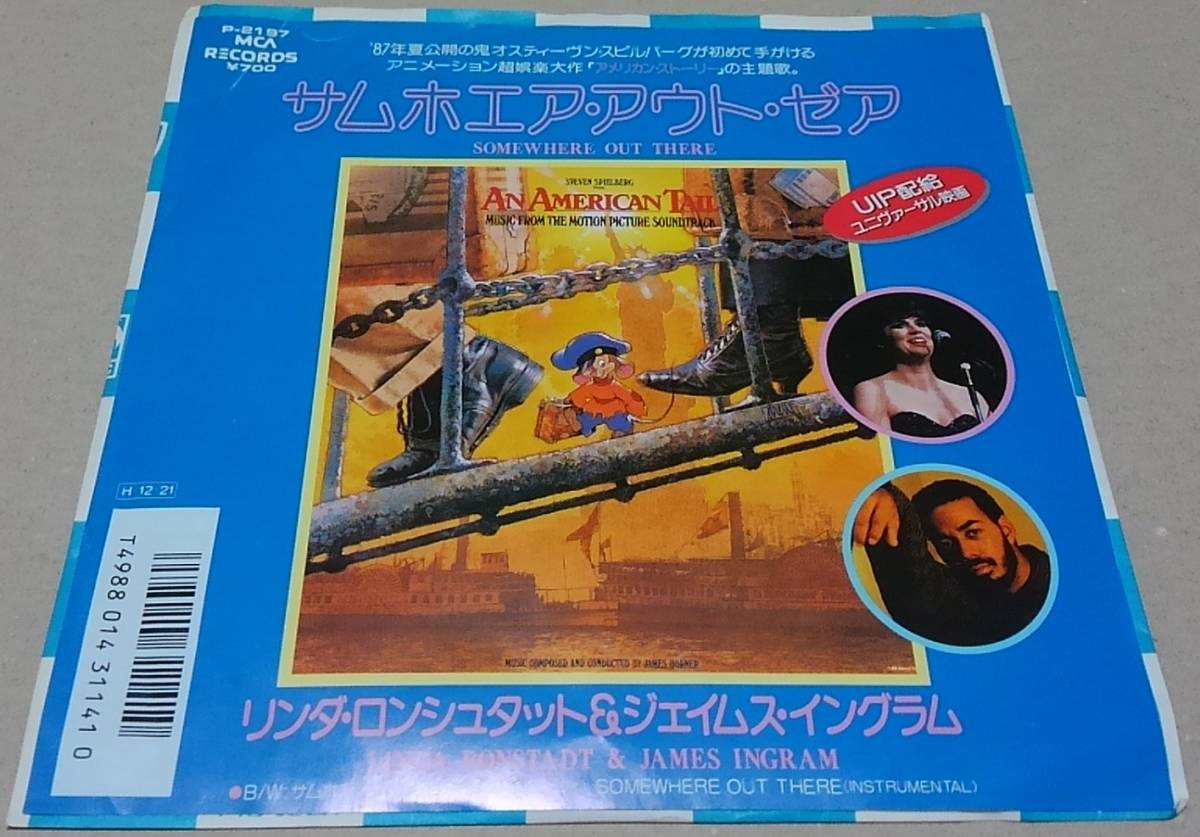 P-2197
MCA
RECORDS
¥700
'87年夏公開の鬼オスティーヴン・スピルバーグが初めて手がける
アニメーション超娯楽大作「アメリカン・ストーリー」の主題歌。
サムホエア・アウト・ゼア
SOMEWHERE OUT THERE
STEVEN SPIELBERG
AN AMERICAN TAIL
MUSIC FROM THE MOTION PICTURE SOUNDTRACK
UIP配給
ユニヴァーサル映画
H 12 21
T4988 014 311410
MUSIC COMPOSED AND CONDUCTED BY JAMES HORNER
リンダ・ロンシュタット&ジェイムス・イングラム
LINDA RONSTADT & JAMES INGRAM
●B/W: サムホ SOMEWHERE OUT THERE (INSTRUMENTAL)